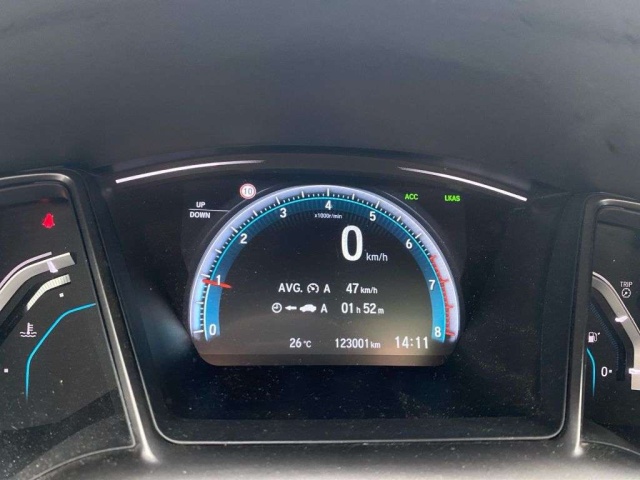 10
UP
DOWN
ACC
LKAS
0 1 2 3 4 5 6 7 8
x1000r/min
0 km/h
AVG. A 47 km/h
A 01 h 52 m
26 °C 123001 km 14:11
TRIP
0